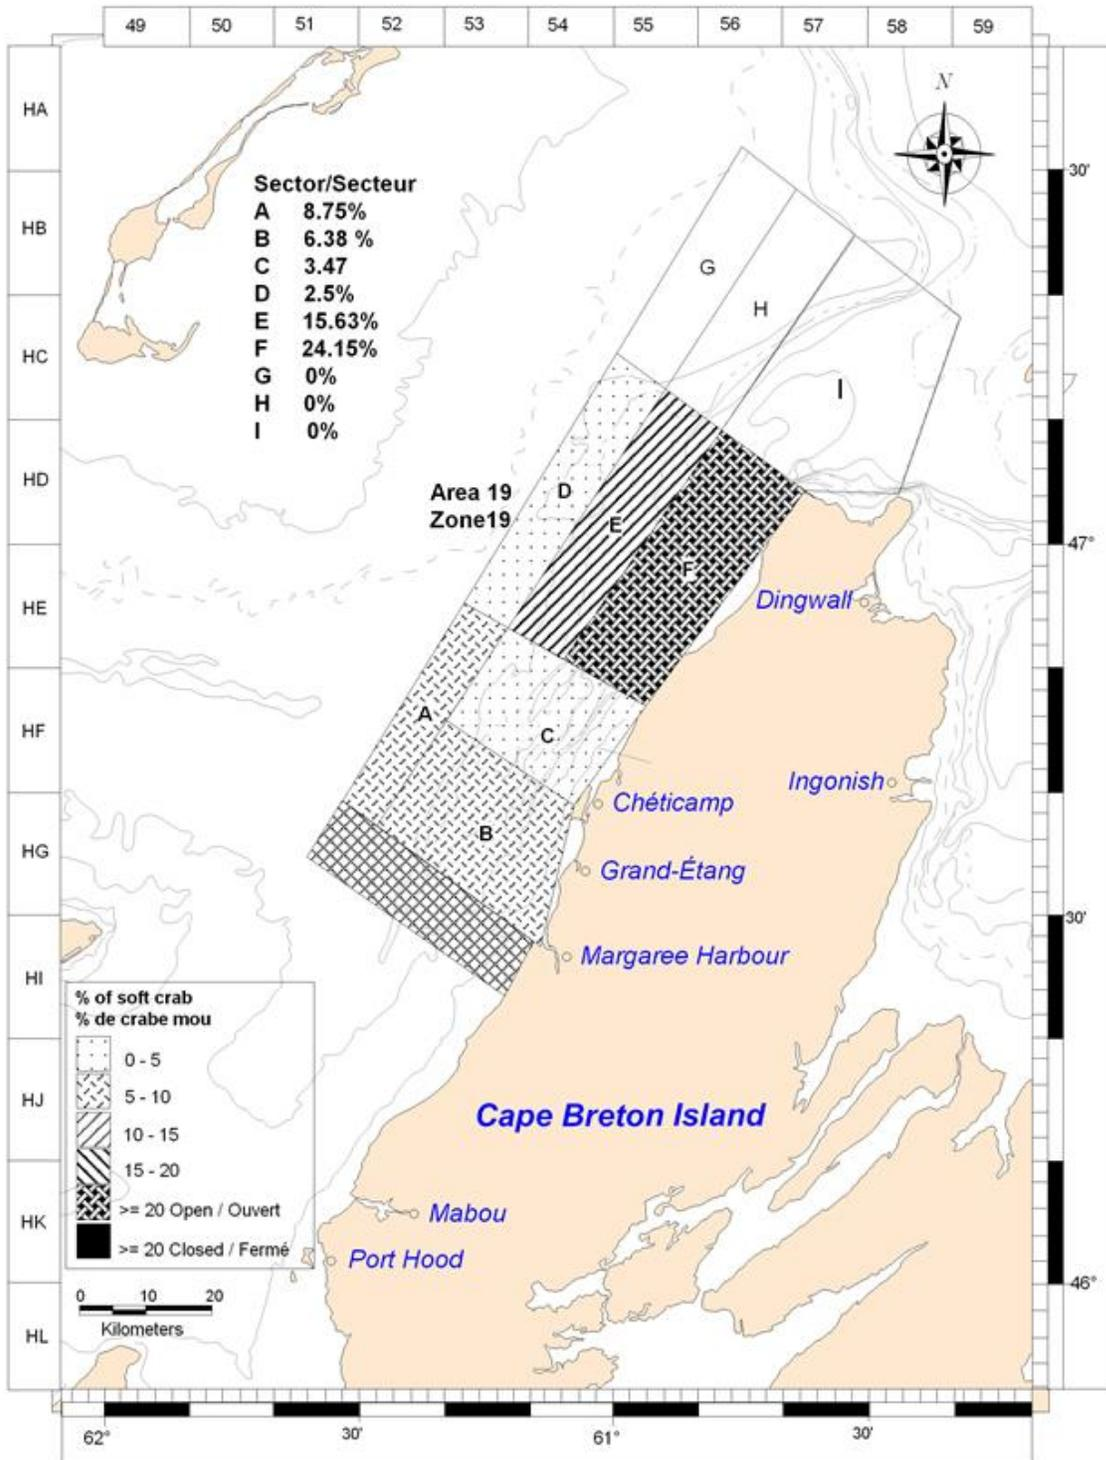 49 50 51 52 53 54 55 56 57 58 59
HA
HB
HC
HD
HE
HF
HG
HI
HJ
HK
HL
N
30'
47°
30'
46°
Sector/Secteur
A 8.75%
B 6.38 %
C 3.47
D 2.5%
E 15.63%
F 24.15%
G 0%
H 0%
I 0%
G
H
I
Area 19
Zone19
D
E
F
A
C
B
Dingwall
Ingonish
Chéticamp
Grand-Étang
Margaree Harbour
Cape Breton Island
Mabou
Port Hood
% of soft crab
% de crabe mou
0 - 5
5 - 10
10 - 15
15 - 20
>= 20 Open / Ouvert
>= 20 Closed / Fermé
0 10 20
Kilometers
62° 30' 61° 30'